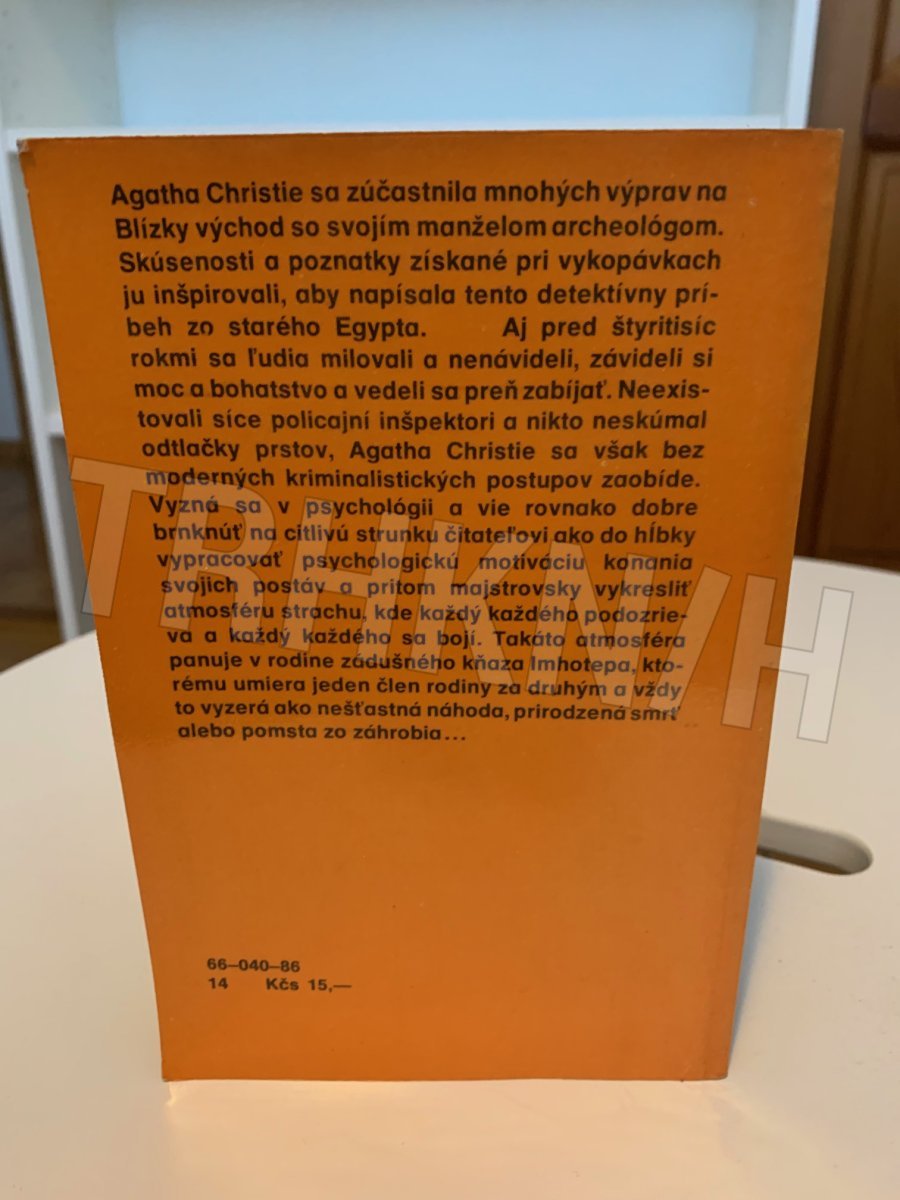 Agatha Christie sa zúčastnila mnohých výprav na
Blízky východ so svojím manželom archeológom.
Skúsenosti a poznatky získané pri vykopávkach
ju inšpirovali, aby napísala tento detektívny prí-
beh zo starého Egypta. Aj pred štyritisíc
rokmi sa ľudia milovali a nenávideli, závideli si
moc a bohatstvo a vedeli sa preň zabíjať. Neexis-
tovali síce policajní inšpektori a nikto neskúmal
odtlačky prstov, Agatha Christie sa však bez
moderných kriminalistických postupov zaobíde.
Vyzná sa v psychológii a vie rovnako dobre
brnknúť na citlivú strunku čitateľovi ako do hĺbky
vypracovať psychologickú motiváciu konania
svojich postáv a pritom majstrovsky vykresliť
atmosféru strachu, kde každý každého podozrie-
va a každý každého sa bojí. Takáto atmosféra
panuje v rodine zádušného kňaza Imhotepa, kto-
rému umiera jeden člen rodiny za druhým a vždy
to vyzerá ako nešťastná náhoda, prirodzená smrť
alebo pomsta zo záhrobia...
TRHKNÍH
66—040—86
14 Kčs 15,—